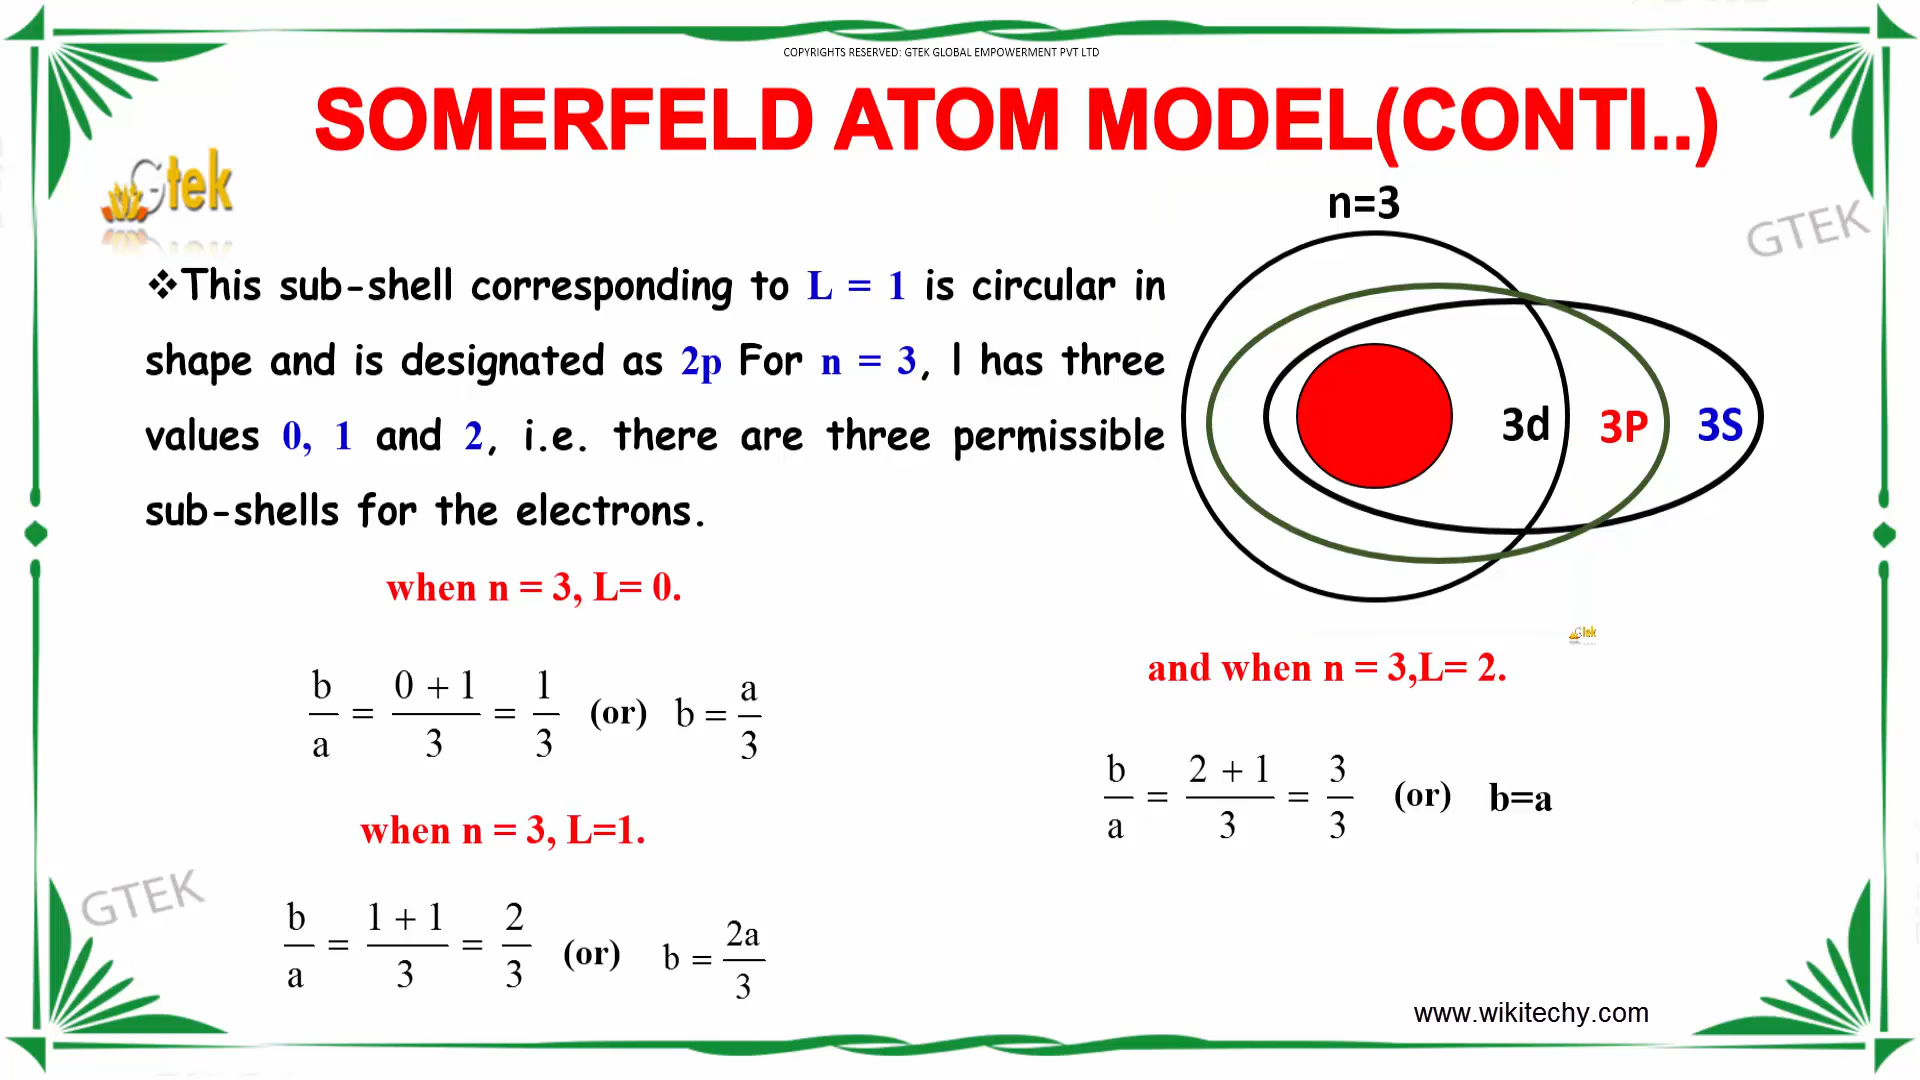 COPYRIGHTS RESERVED: GTEK GLOBAL EMPOWERMENT PVT LTD
SOMERFELD ATOM MODEL(CONTI..)
Gtek
n=3
GTEK
❖This sub-shell corresponding to L = 1 is circular in
shape and is designated as 2p For n = 3, l has three
values 0, 1 and 2, i.e. there are three permissible
sub-shells for the electrons.
3d 3P 3S
when n = 3, L= 0.
Gtek
and when n = 3,L= 2.
b/a = (0 + 1)/3 = 1/3 (or) b = a/3
b/a = (2 + 1)/3 = 3/3 (or) b=a
when n = 3, L=1.
GTEK
b/a = (1 + 1)/3 = 2/3 (or) b = 2a/3
www.wikitechy.com